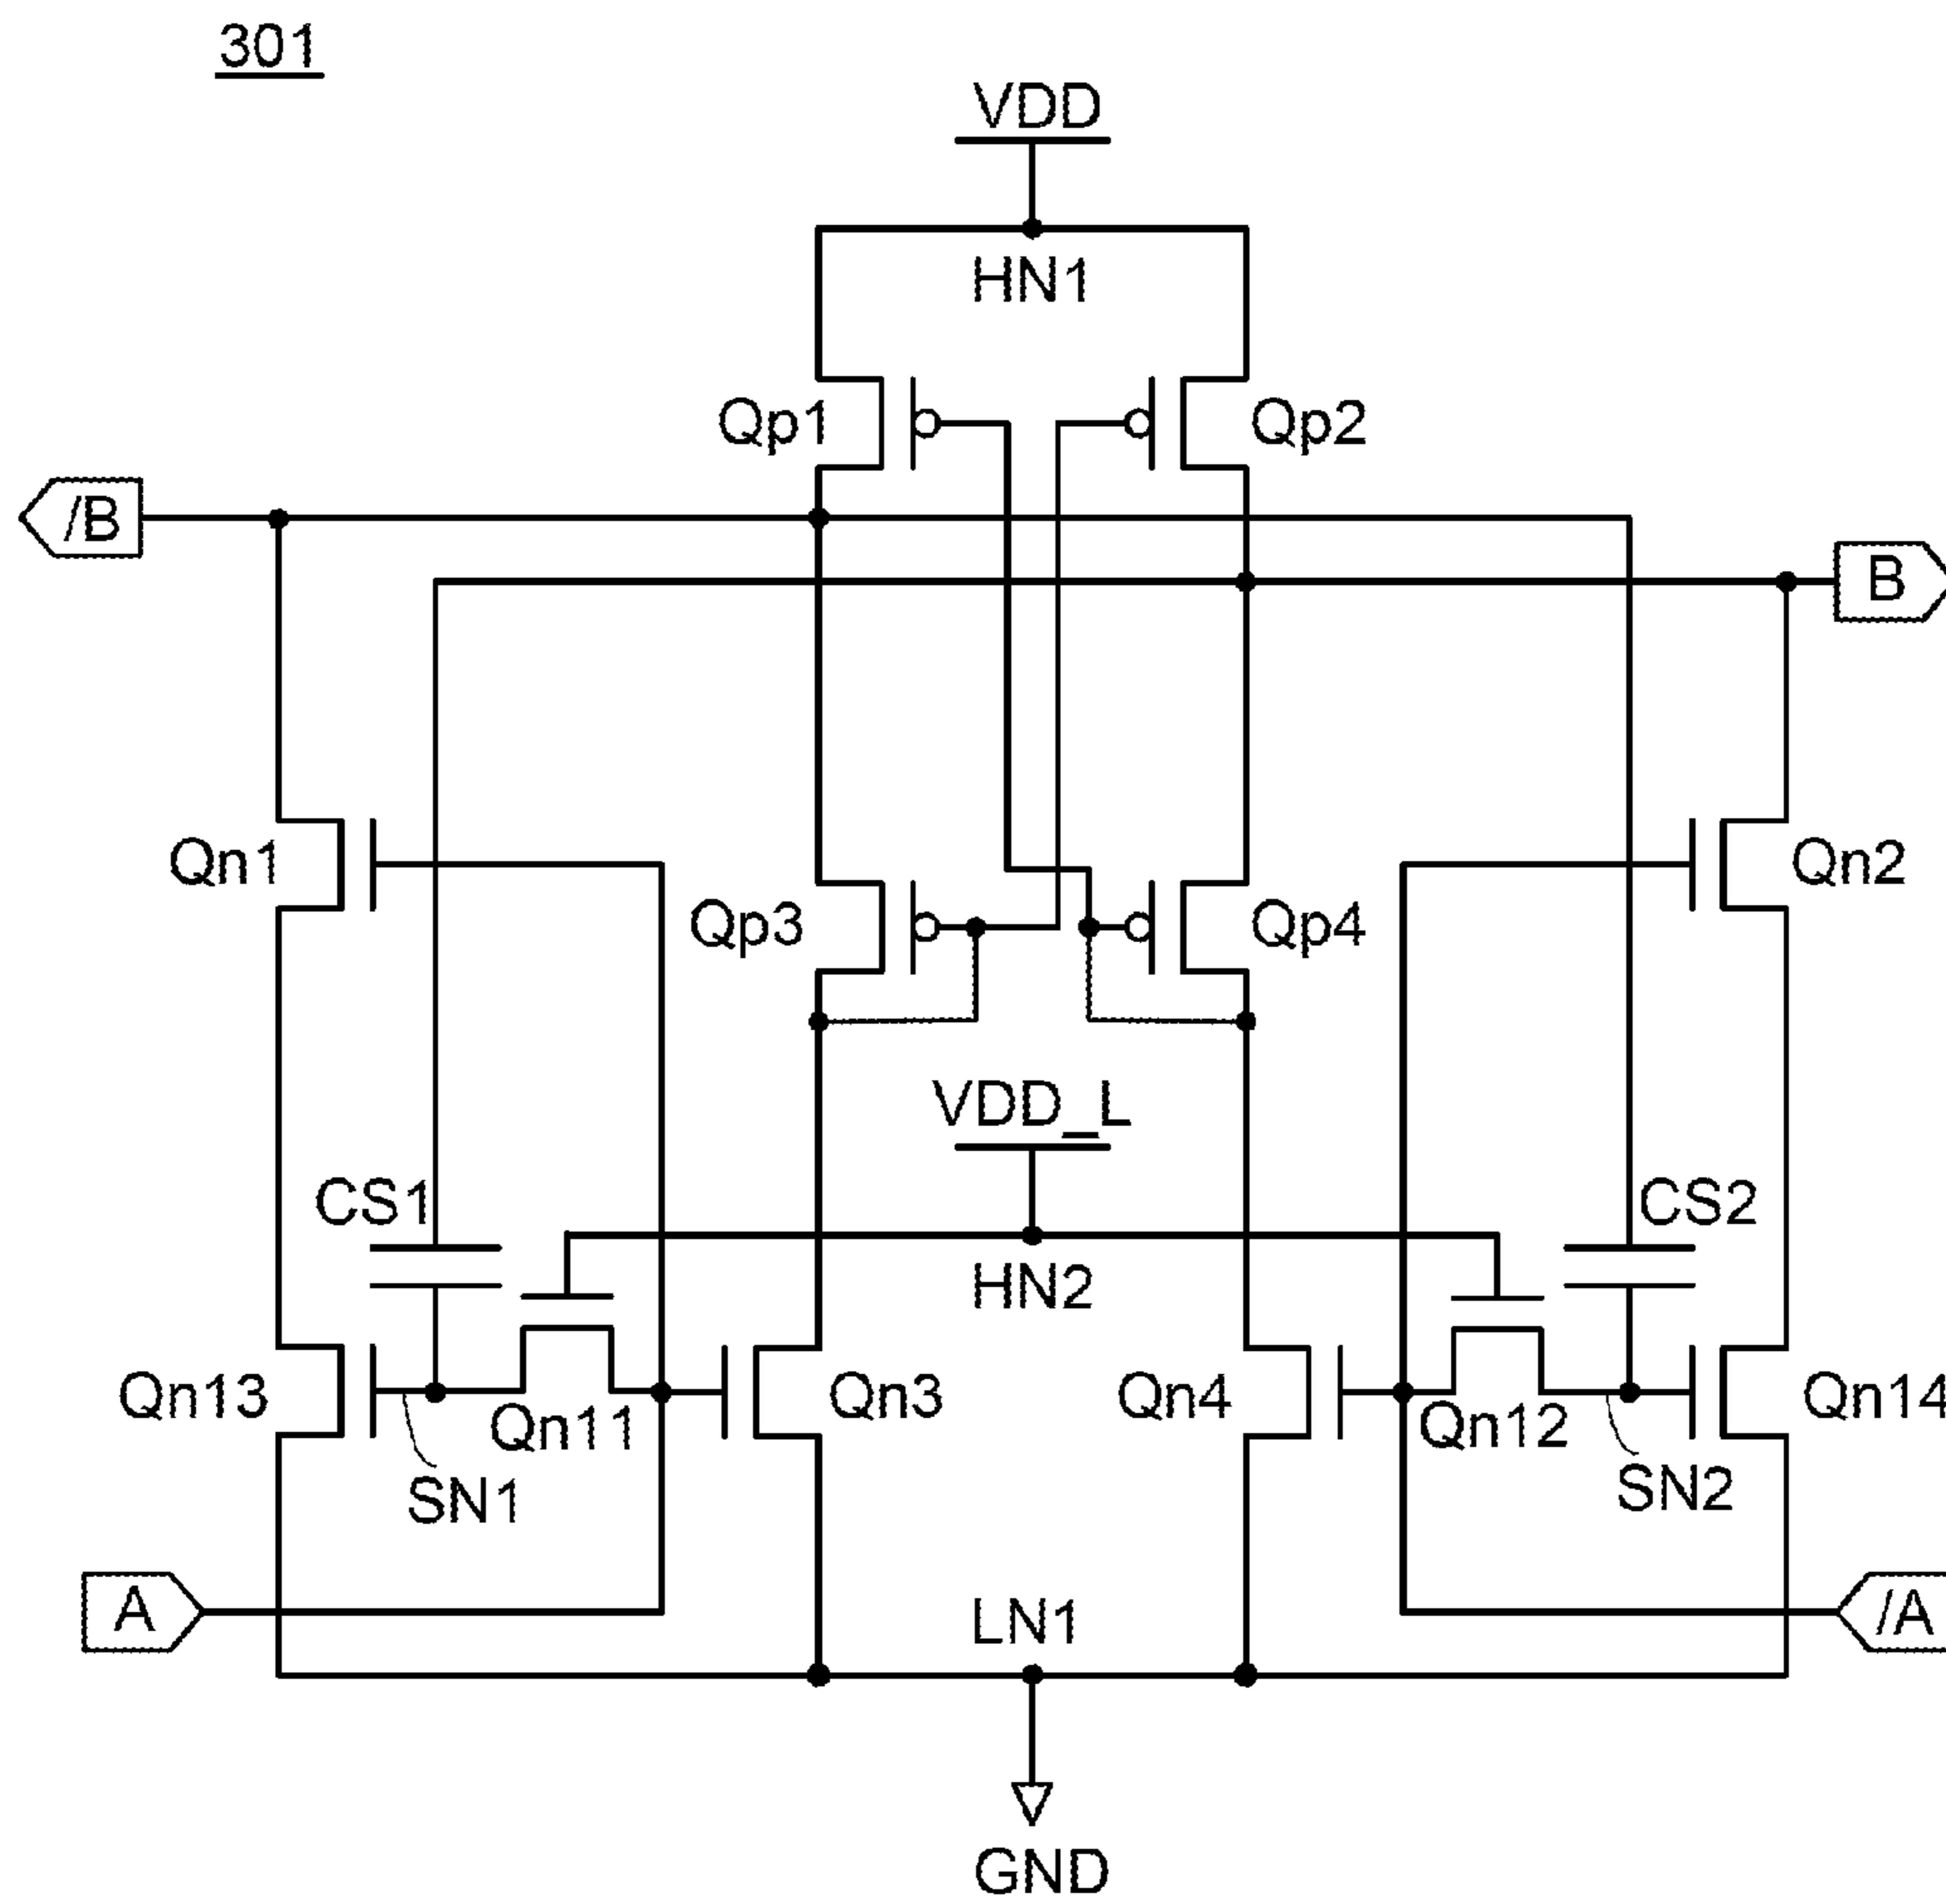 301
VDD
HN1
Qp1
Qp2
/B
B
Qn1
Qn2
Qp3
Qp4
VDD_L
CS1
CS2
HN2
Qn13
Qn11
Qn3
Qn4
Qn12
Qn14
SN1
SN2
A
LN1
/A
GND